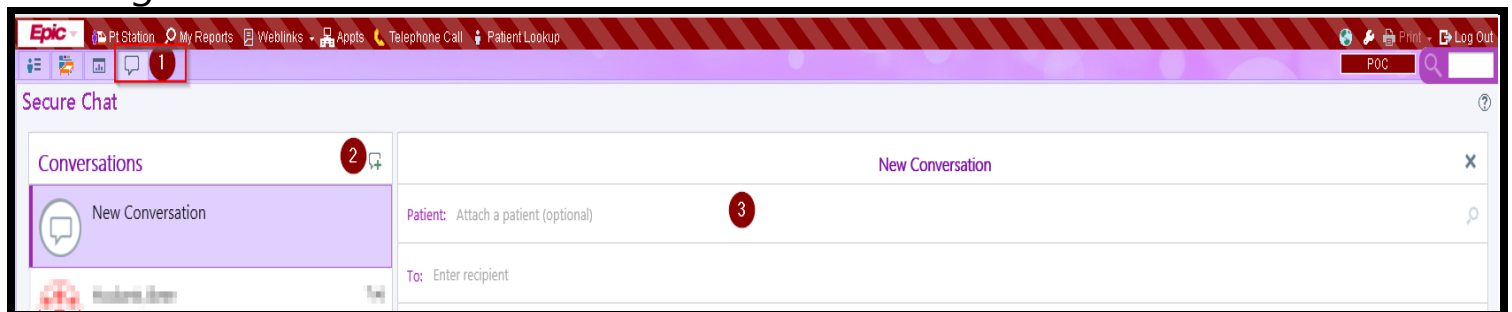 Epic Pt Station My Reports Weblinks Appts Telephone Call Patient Lookup Print Log Out
1 POC
Secure Chat
Conversations 2 New Conversation
New Conversation Patient: Attach a patient (optional) 3
To: Enter recipient